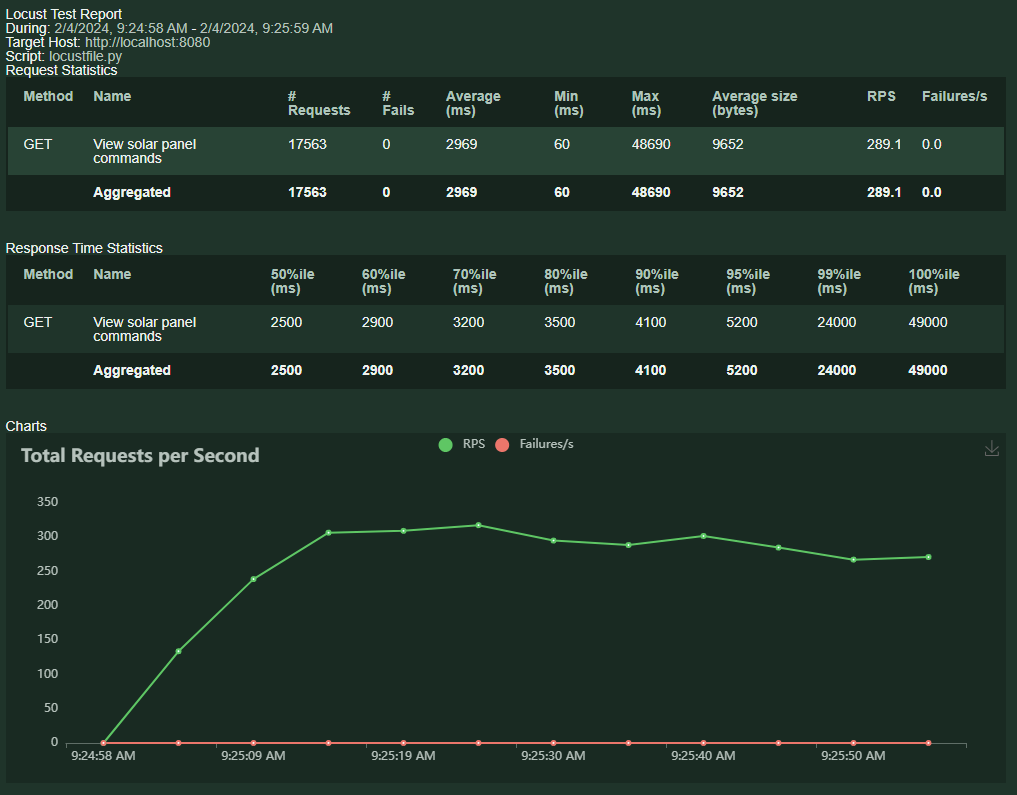 Locust Test Report
During: 2/4/2024, 9:24:58 AM - 2/4/2024, 9:25:59 AM
Target Host: http://localhost:8080
Script: locustfile.py
Request Statistics
Method Name # Requests # Fails Average (ms) Min (ms) Max (ms) Average size (bytes) RPS Failures/s
GET View solar panel commands 17563 0 2969 60 48690 9652 289.1 0.0
Aggregated 17563 0 2969 60 48690 9652 289.1 0.0
Response Time Statistics
Method Name 50%ile (ms) 60%ile (ms) 70%ile (ms) 80%ile (ms) 90%ile (ms) 95%ile (ms) 99%ile (ms) 100%ile (ms)
GET View solar panel commands 2500 2900 3200 3500 4100 5200 24000 49000
Aggregated 2500 2900 3200 3500 4100 5200 24000 49000
Charts
Total Requests per Second
RPS Failures/s
350
300
250
200
150
100
50
0
9:24:58 AM 9:25:09 AM 9:25:19 AM 9:25:30 AM 9:25:40 AM 9:25:50 AM